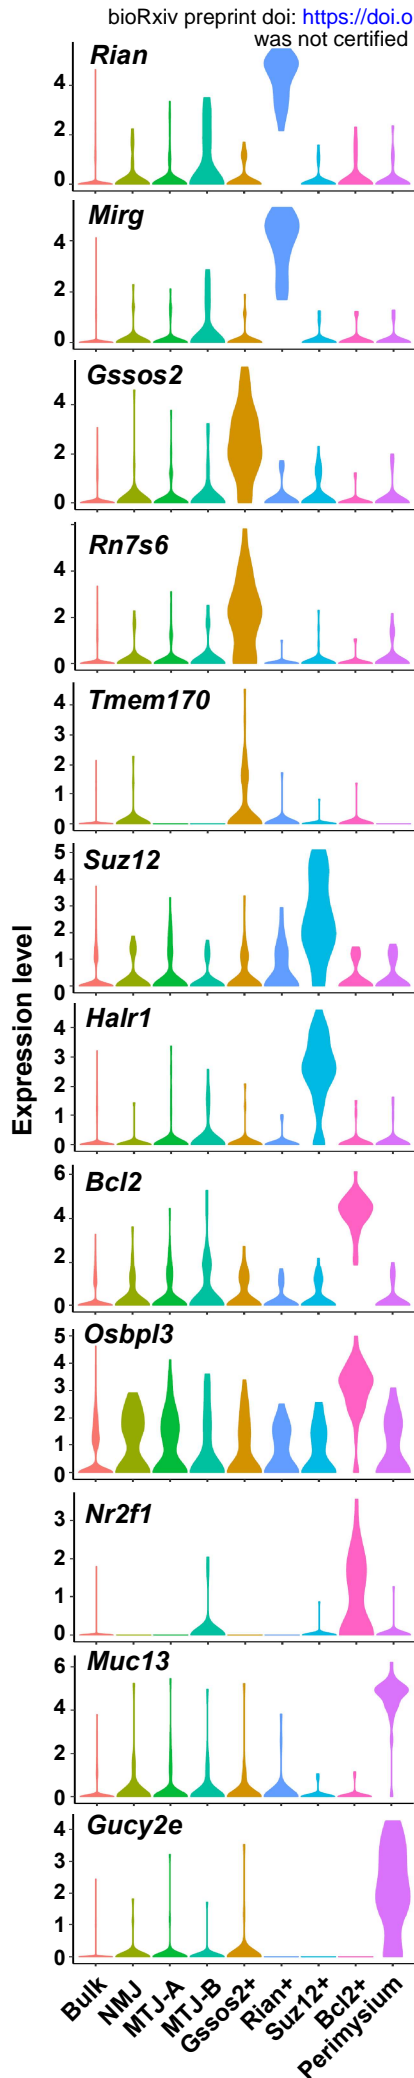 bioRxiv preprint doi: https://doi.o
was not certified
Rian
4
2
0
Mirg
4
2
0
Gssos2
4
2
0
Rn7s6
4
2
0
Tmem170
4
3
2
1
0
Suz12
5
4
3
2
1
0
Expression level
Halr1
4
3
2
1
0
Bcl2
6
4
2
0
Osbpl3
5
4
3
2
1
0
Nr2f1
3
2
1
0
Muc13
6
4
2
0
Gucy2e
4
3
2
1
0
Bulk
NMJ
MTJ-A
MTJ-B
Gssos2+
Rian+
Suz12+
Bcl2+
Perimysium